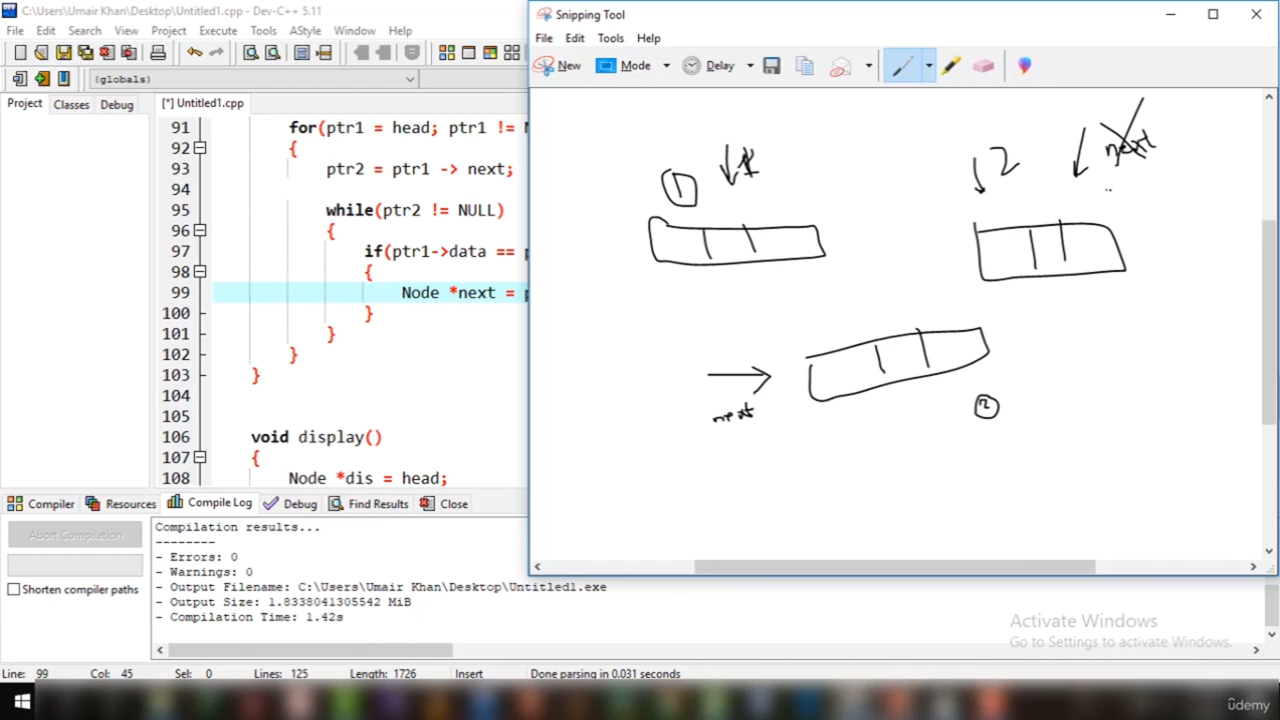 C:\Users\Umair Khan\Desktop\Untitled1.cpp - Dev-C++ 5.11
File Edit Search View Project Execute Tools AStyle Window Help
(globals)
Project Classes Debug
[*] Untitled1.cpp
91 for(ptr1 = head; ptr1 !=
92 {
93 ptr2 = ptr1 -> next;
94
95 while(ptr2 != NULL)
96 {
97 if(ptr1->data ==
98 {
99 Node *next =
100 }
101 }
102 }
103 }
104
105
106 void display()
107 {
108 Node *dis = head;
Compiler Resources Compile Log Debug Find Results Close
Abort Compilation
Shorten compiler paths
Compilation results...
--------
- Errors: 0
- Warnings: 0
- Output Filename: C:\Users\Umair Khan\Desktop\Untitled1.exe
- Output Size: 1.8338041305542 MiB
- Compilation Time: 1.42s
Line: 99 Col: 45 Sel: 0 Lines: 125 Length: 1726 Insert Done parsing in 0.031 seconds
Snipping Tool
File Edit Tools Help
New Mode Delay
1
2 next
next
2
Activate Windows
Go to Settings to activate Windows.
ûdemy